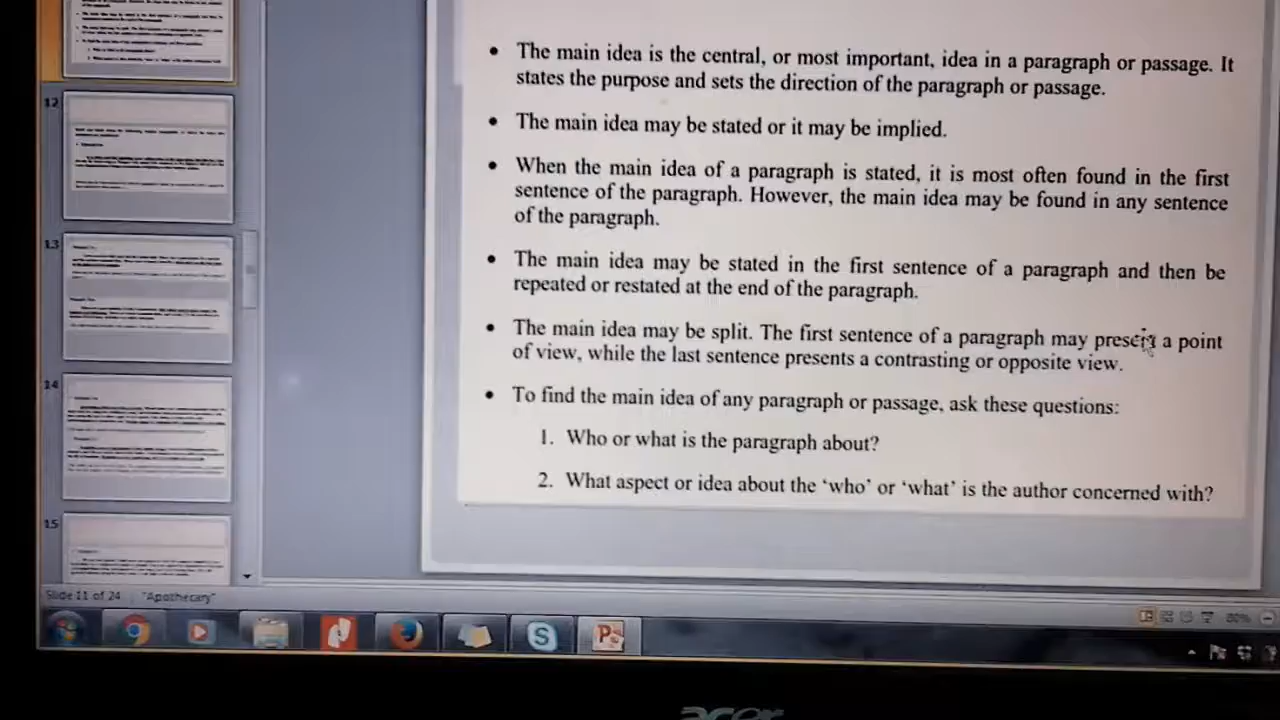 • The main idea is the central, or most important, idea in a paragraph or passage. It
states the purpose and sets the direction of the paragraph or passage.
• The main idea may be stated or it may be implied.
• When the main idea of a paragraph is stated, it is most often found in the first
sentence of the paragraph. However, the main idea may be found in any sentence
of the paragraph.
• The main idea may be stated in the first sentence of a paragraph and then be
repeated or restated at the end of the paragraph.
• The main idea may be split. The first sentence of a paragraph may present a point
of view, while the last sentence presents a contrasting or opposite view.
• To find the main idea of any paragraph or passage, ask these questions:
1. Who or what is the paragraph about?
2. What aspect or idea about the ‘who’ or ‘what’ is the author concerned with?
12
13
14
15
Slide 11 of 24 "Apothecary"
80%
acer